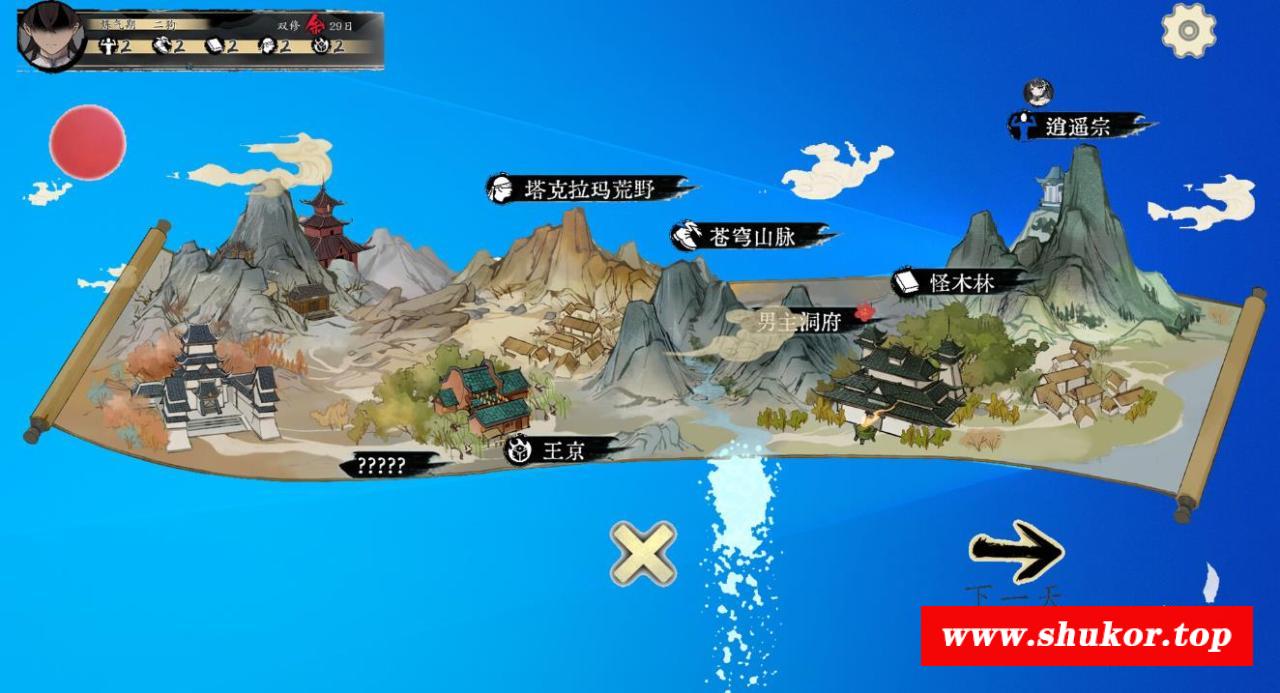 炼气期 二狗
双修 余 29日
2 2 2 2 2
逍遥宗
塔克拉玛荒野
苍穹山脉
怪木林
男主洞府
王京
?????
下一天
www.shukor.top